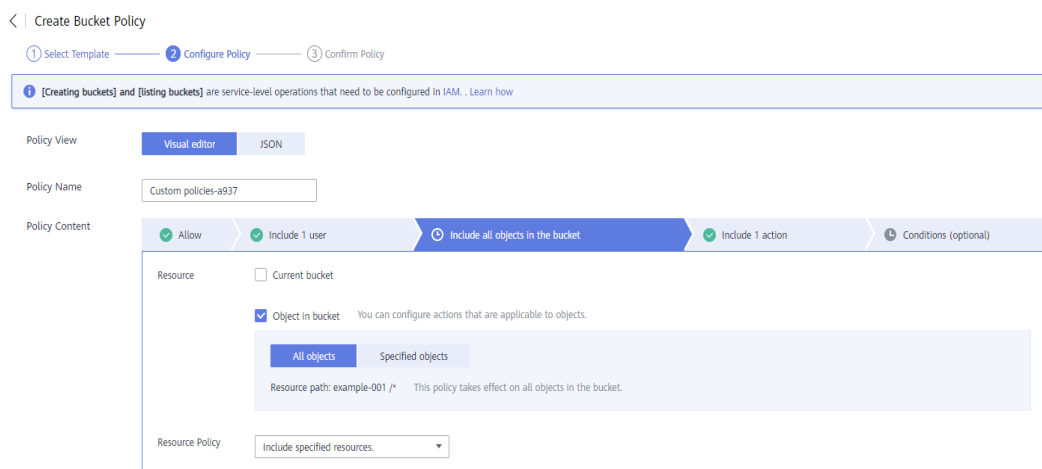 Create Bucket Policy
1 Select Template 2 Configure Policy 3 Confirm Policy
[Creating buckets] and [listing buckets] are service-level operations that need to be configured in IAM. . Learn how
Policy View Visual editor JSON
Policy Name Custom policies-a937
Policy Content Allow Include 1 user Include all objects in the bucket Include 1 action Conditions (optional)
Resource Current bucket
Object in bucket You can configure actions that are applicable to objects.
All objects Specified objects
Resource path: example-001 /* This policy takes effect on all objects in the bucket.
Resource Policy Include specified resources.